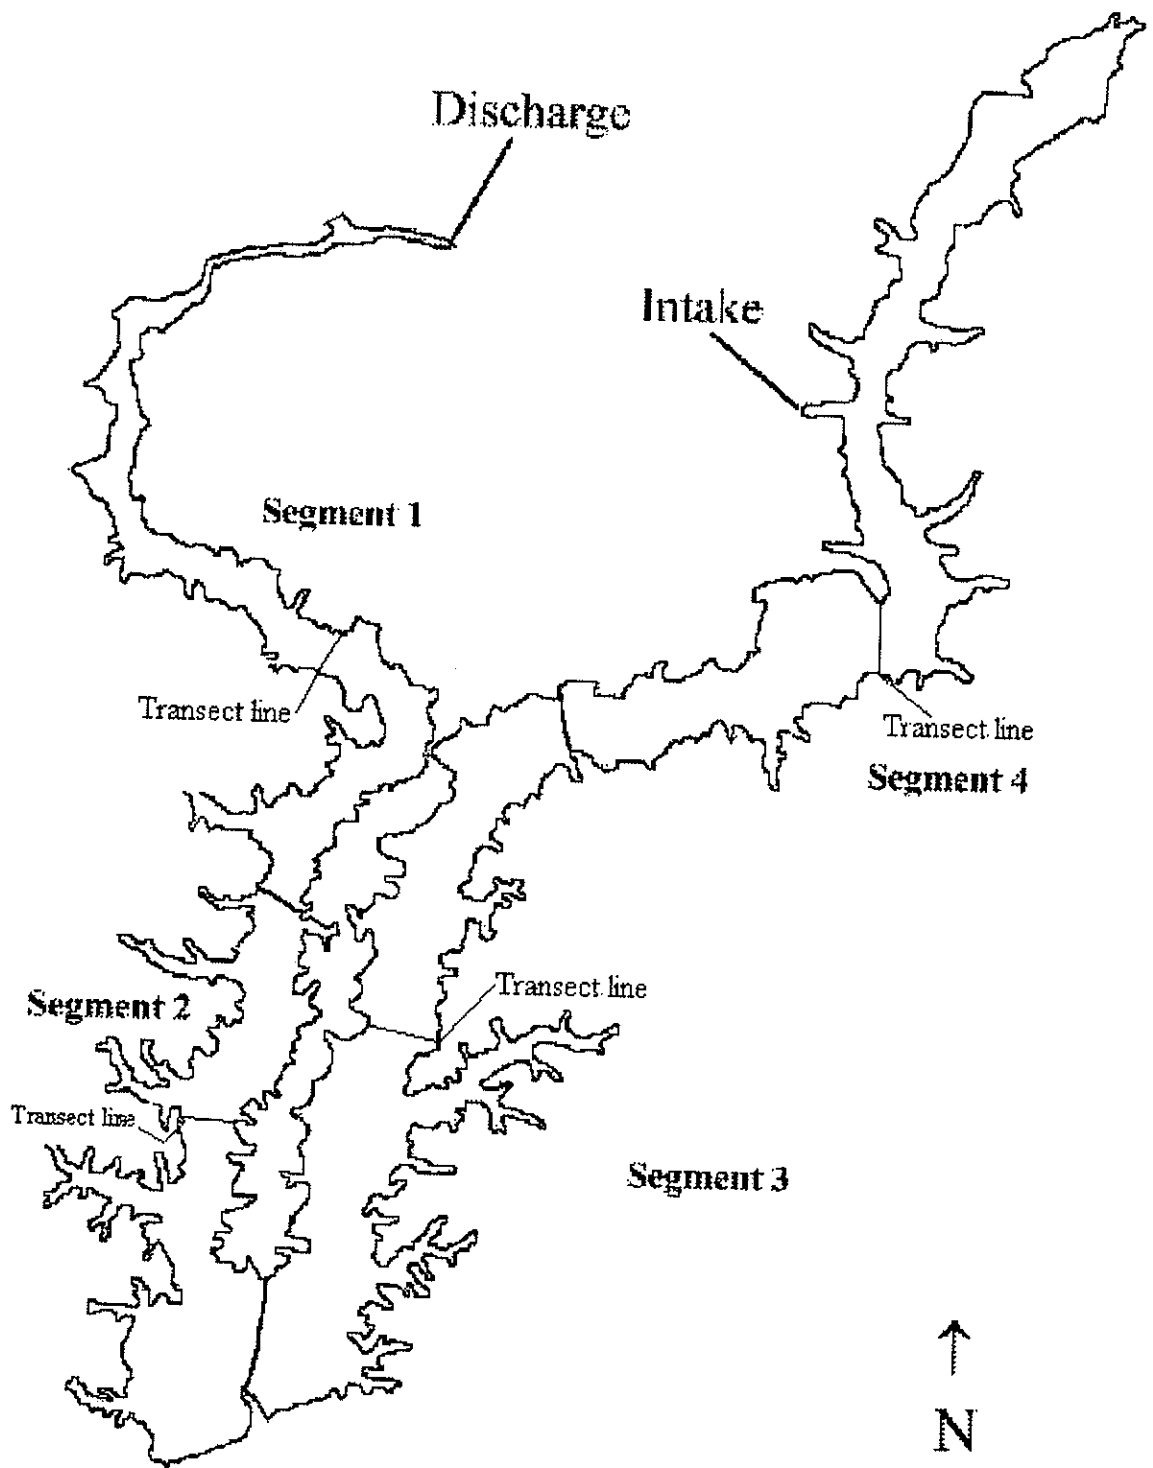 Discharge
Intake
Segment 1
Transect line
Transect line
Segment 4
Transect line
Segment 2
Transect line
Segment 3
N